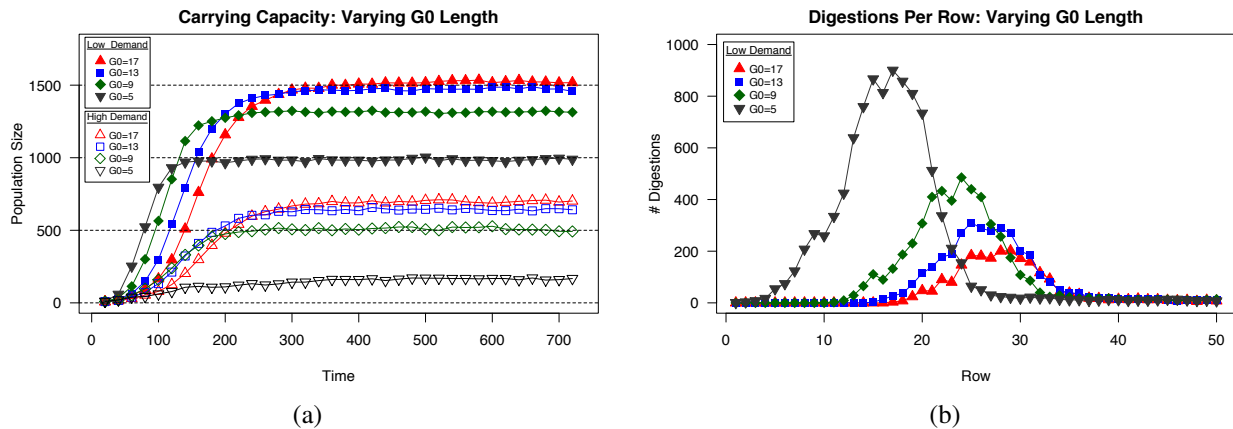 Carrying Capacity: Varying G0 Length
Population Size
1500
1000
500
0
Low Demand
G0=17
G0=13
G0=9
G0=5
High Demand
G0=17
G0=13
G0=9
G0=5
0 100 200 300 400 500 600 700
Time
(a)
Digestions Per Row: Varying G0 Length
# Digestions
1000
800
600
400
200
0
Low Demand
G0=17
G0=13
G0=9
G0=5
0 10 20 30 40 50
Row
(b)